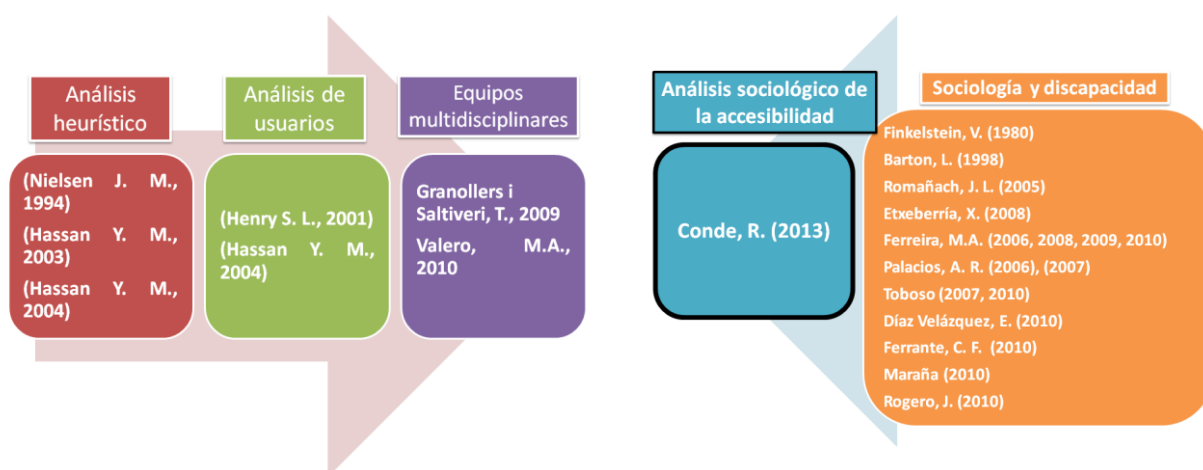 Análisis
heurístico
(Nielsen J. M.,
1994)
(Hassan Y. M.,
2003)
(Hassan Y. M.,
2004)
Análisis de
usuarios
(Henry S. L., 2001)
(Hassan Y. M.,
2004)
Equipos
multidisciplinares
Granollers i
Saltiveri, T., 2009
Valero, M.A.,
2010
Análisis sociológico de
la accesibilidad
Conde, R. (2013)
Sociología y discapacidad
Finkelstein, V. (1980)
Barton, L. (1998)
Romañach, J. L. (2005)
Etxeberría, X. (2008)
Ferreira, M.A. (2006, 2008, 2009, 2010)
Palacios, A. R. (2006), (2007)
Toboso (2007, 2010)
Díaz Velázquez, E. (2010)
Ferrante, C. F. (2010)
Maraña (2010)
Rogero, J. (2010)